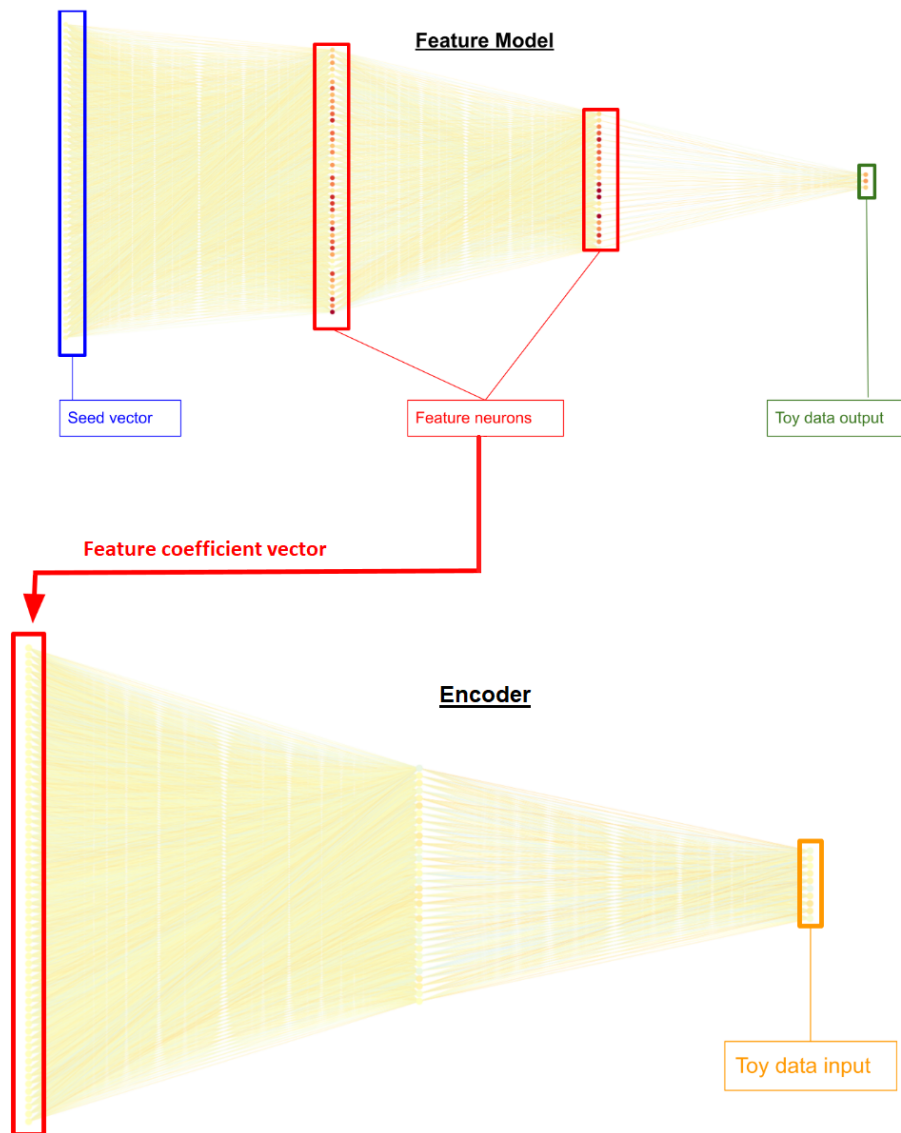 Feature Model
Seed vector
Feature neurons
Toy data output
Feature coefficient vector
Encoder
Toy data input